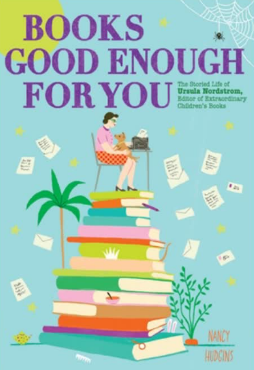 BOOKS
GOOD ENOUGH
FOR YOU
The Storied Life of
Ursula Nordstrom,
Editor of Extraordinary
Children's Books
NANCY
HUDGINS